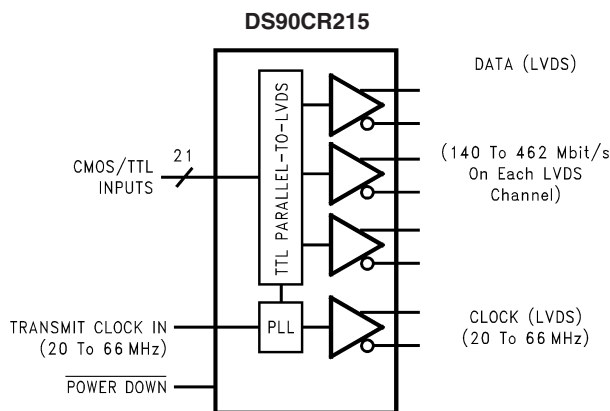 DS90CR215
DATA (LVDS)
21
CMOS/TTL
INPUTS
TTL PARALLEL-TO-LVDS
(140 To 462 Mbit/s
On Each LVDS
Channel)
TRANSMIT CLOCK IN
(20 To 66 MHz)
PLL
CLOCK (LVDS)
(20 To 66 MHz)
POWER DOWN